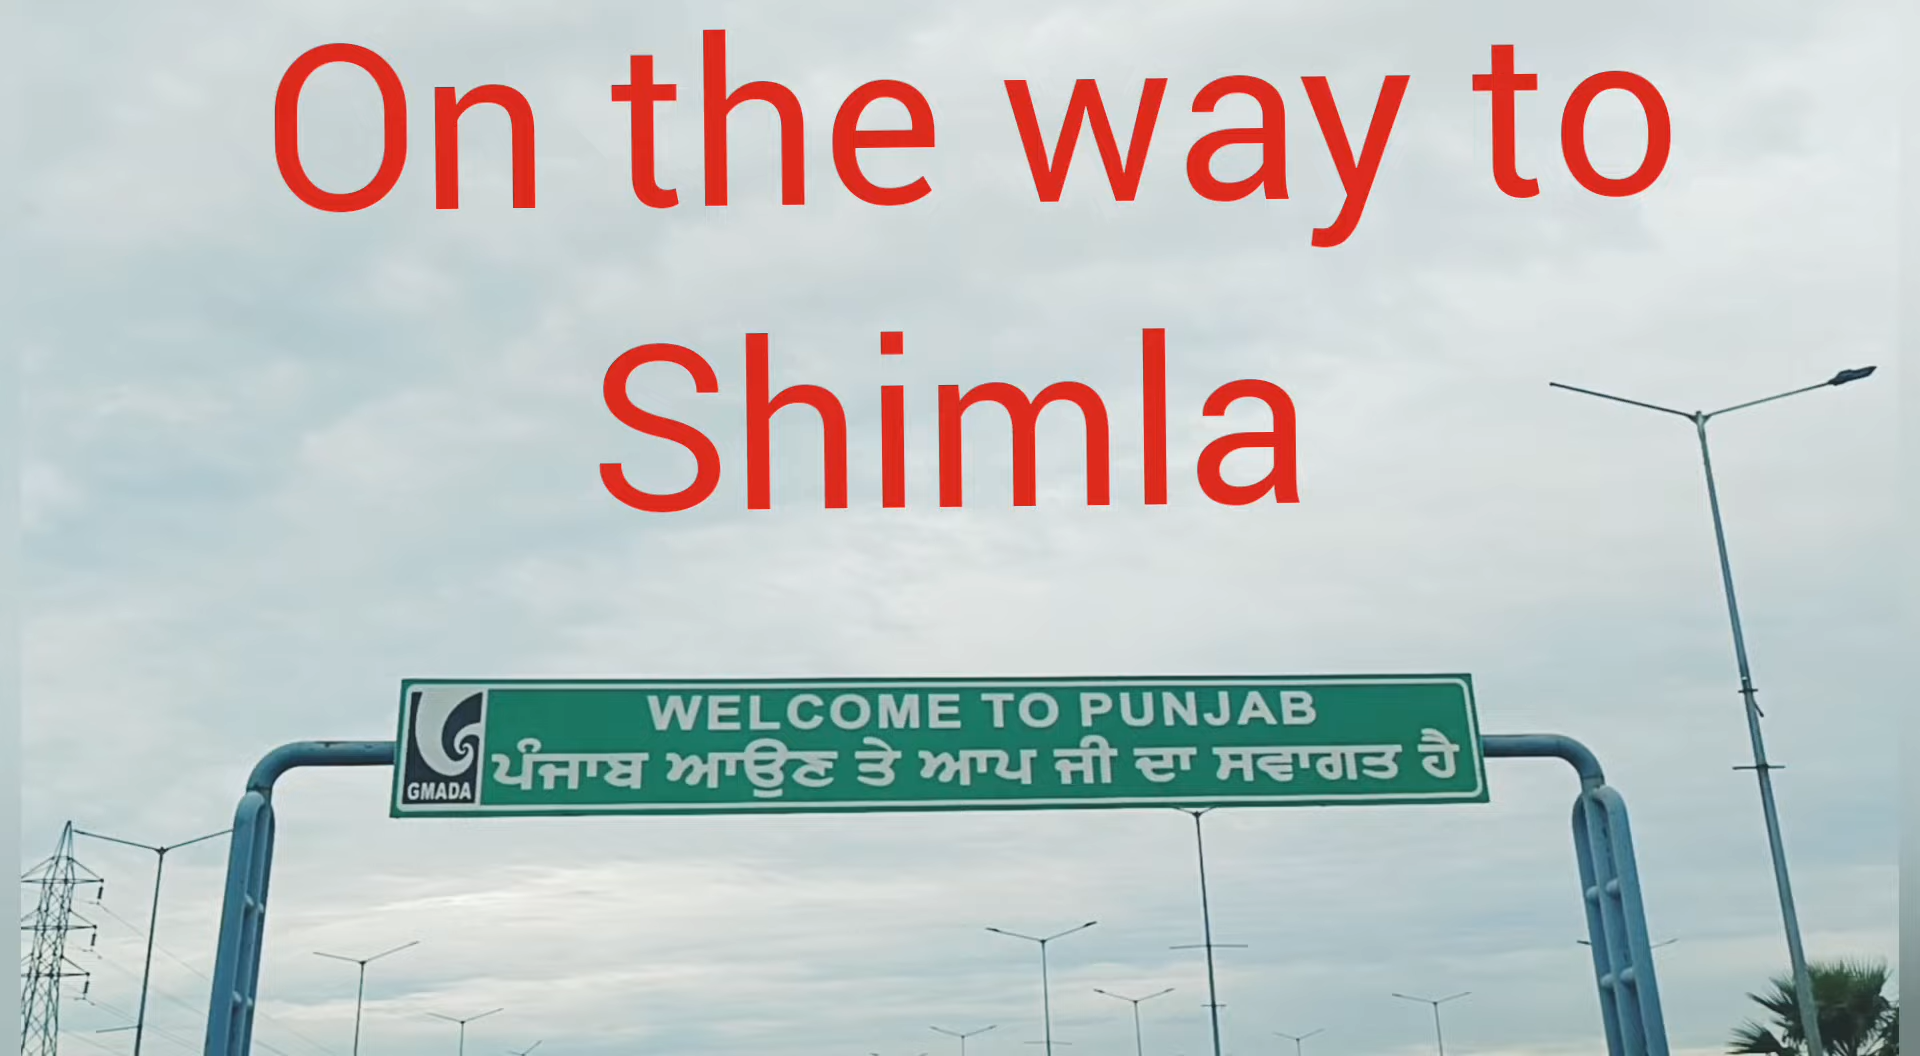 On the way to
Shimla
WELCOME TO PUNJAB
ਪੰਜਾਬ ਆਉਣ ਤੇ ਆਪ ਜੀ ਦਾ ਸਵਾਗਤ ਹੈ
GMADA